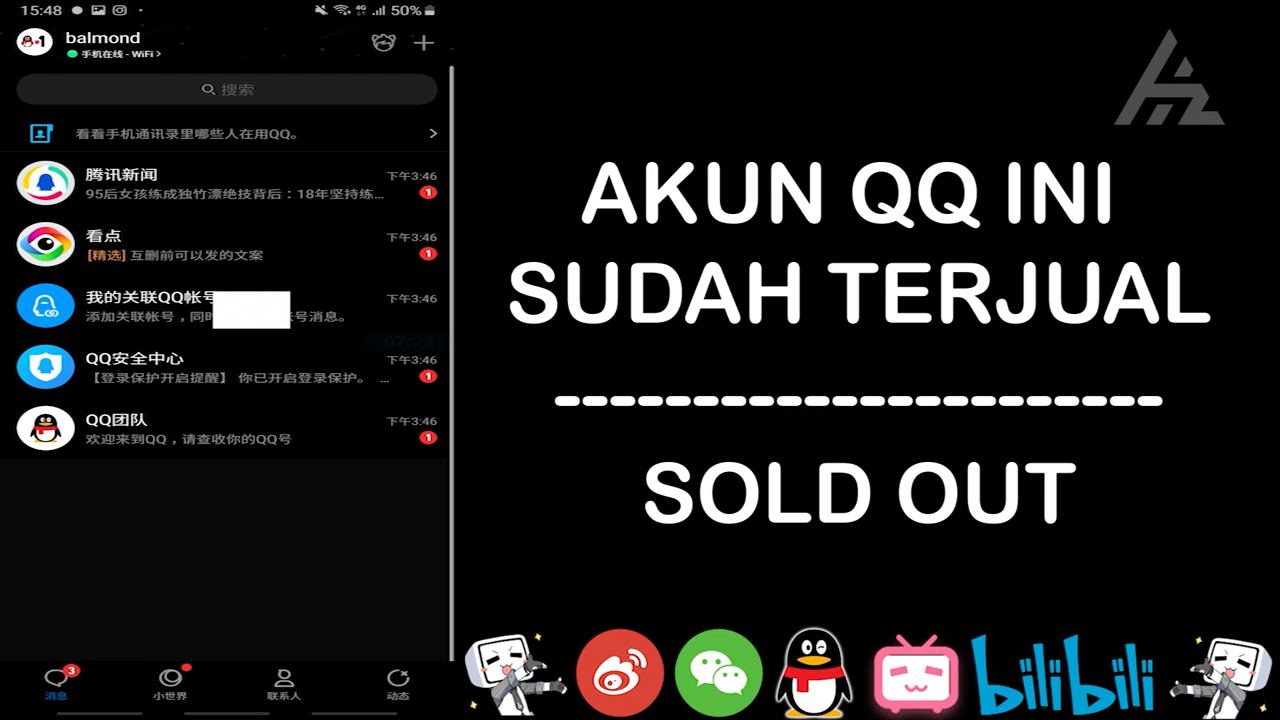 15:48
4G
50%
balmond
手机在线 - WiFi >
搜索
看看手机通讯录里哪些人在用QQ。
腾讯新闻
下午3:46
95后女孩练成独竹漂绝技背后：18年坚持练...
1
看点
下午3:46
[精选] 互删前可以发的文案
1
我的关联QQ帐号
下午3:46
添加关联帐号，同时
号消息。
07:23
QQ安全中心
下午3:46
【登录保护开启提醒】 你已开启登录保护。 ...
1
QQ团队
下午3:46
欢迎来到QQ，请查收你的QQ号
1
3
消息
小世界
联系人
动态
AKUN QQ INI
SUDAH TERJUAL
-----------------------
SOLD OUT
bilibili